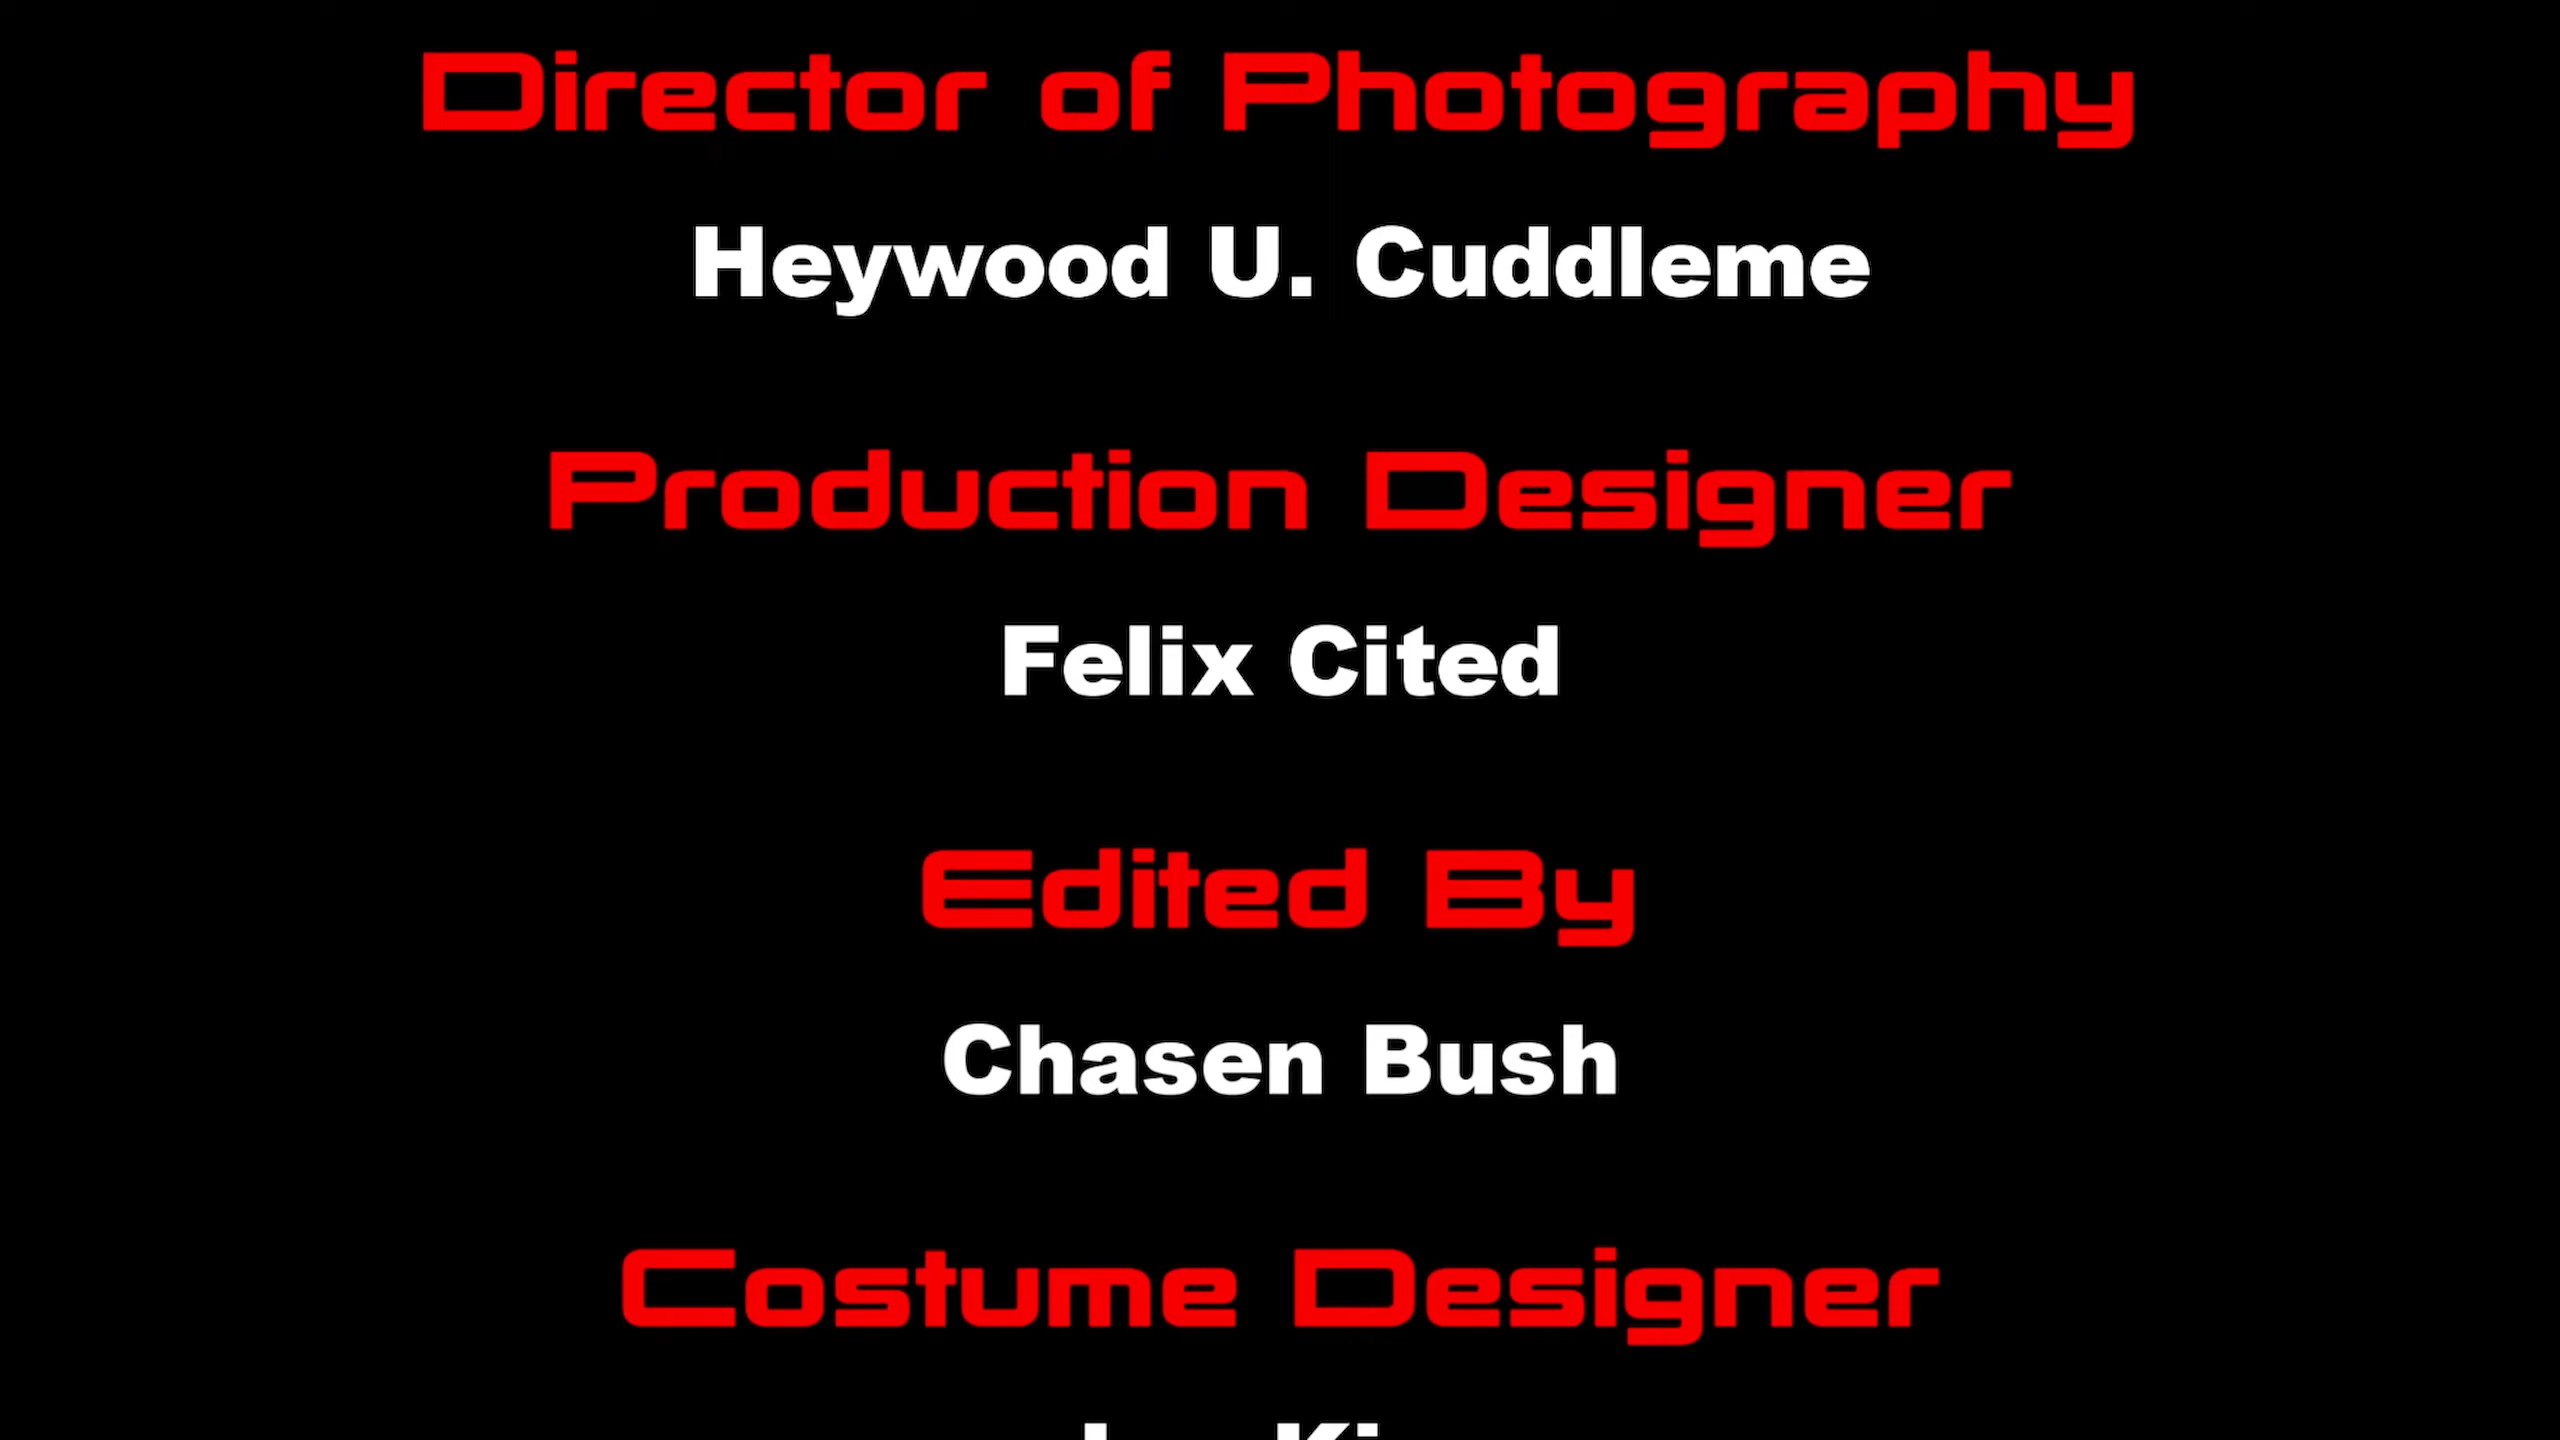 Director of Photography
Heywood U. Cuddleme
Production Designer
Felix Cited
Edited By
Chasen Bush
Costume Designer